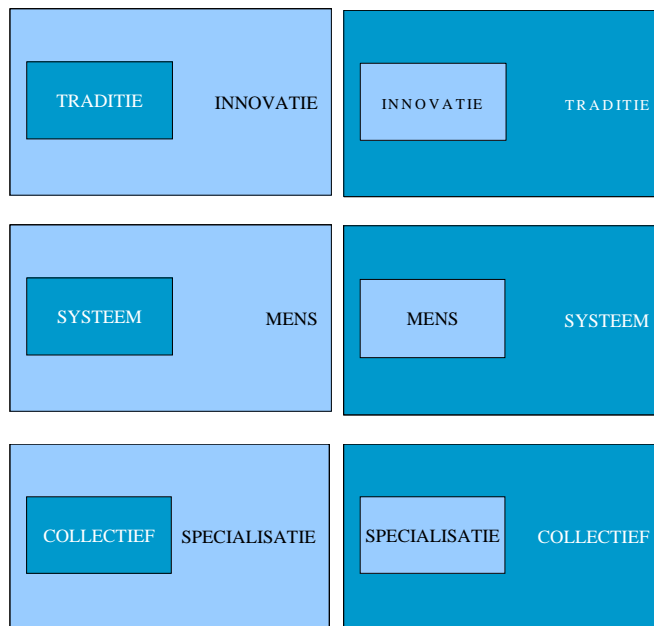 TRADITIE INNOVATIE
INNOVATIE TRADITIE
SYSTEEM MENS
MENS SYSTEEM
COLLECTIEF SPECIALISATIE
SPECIALISATIE COLLECTIEF